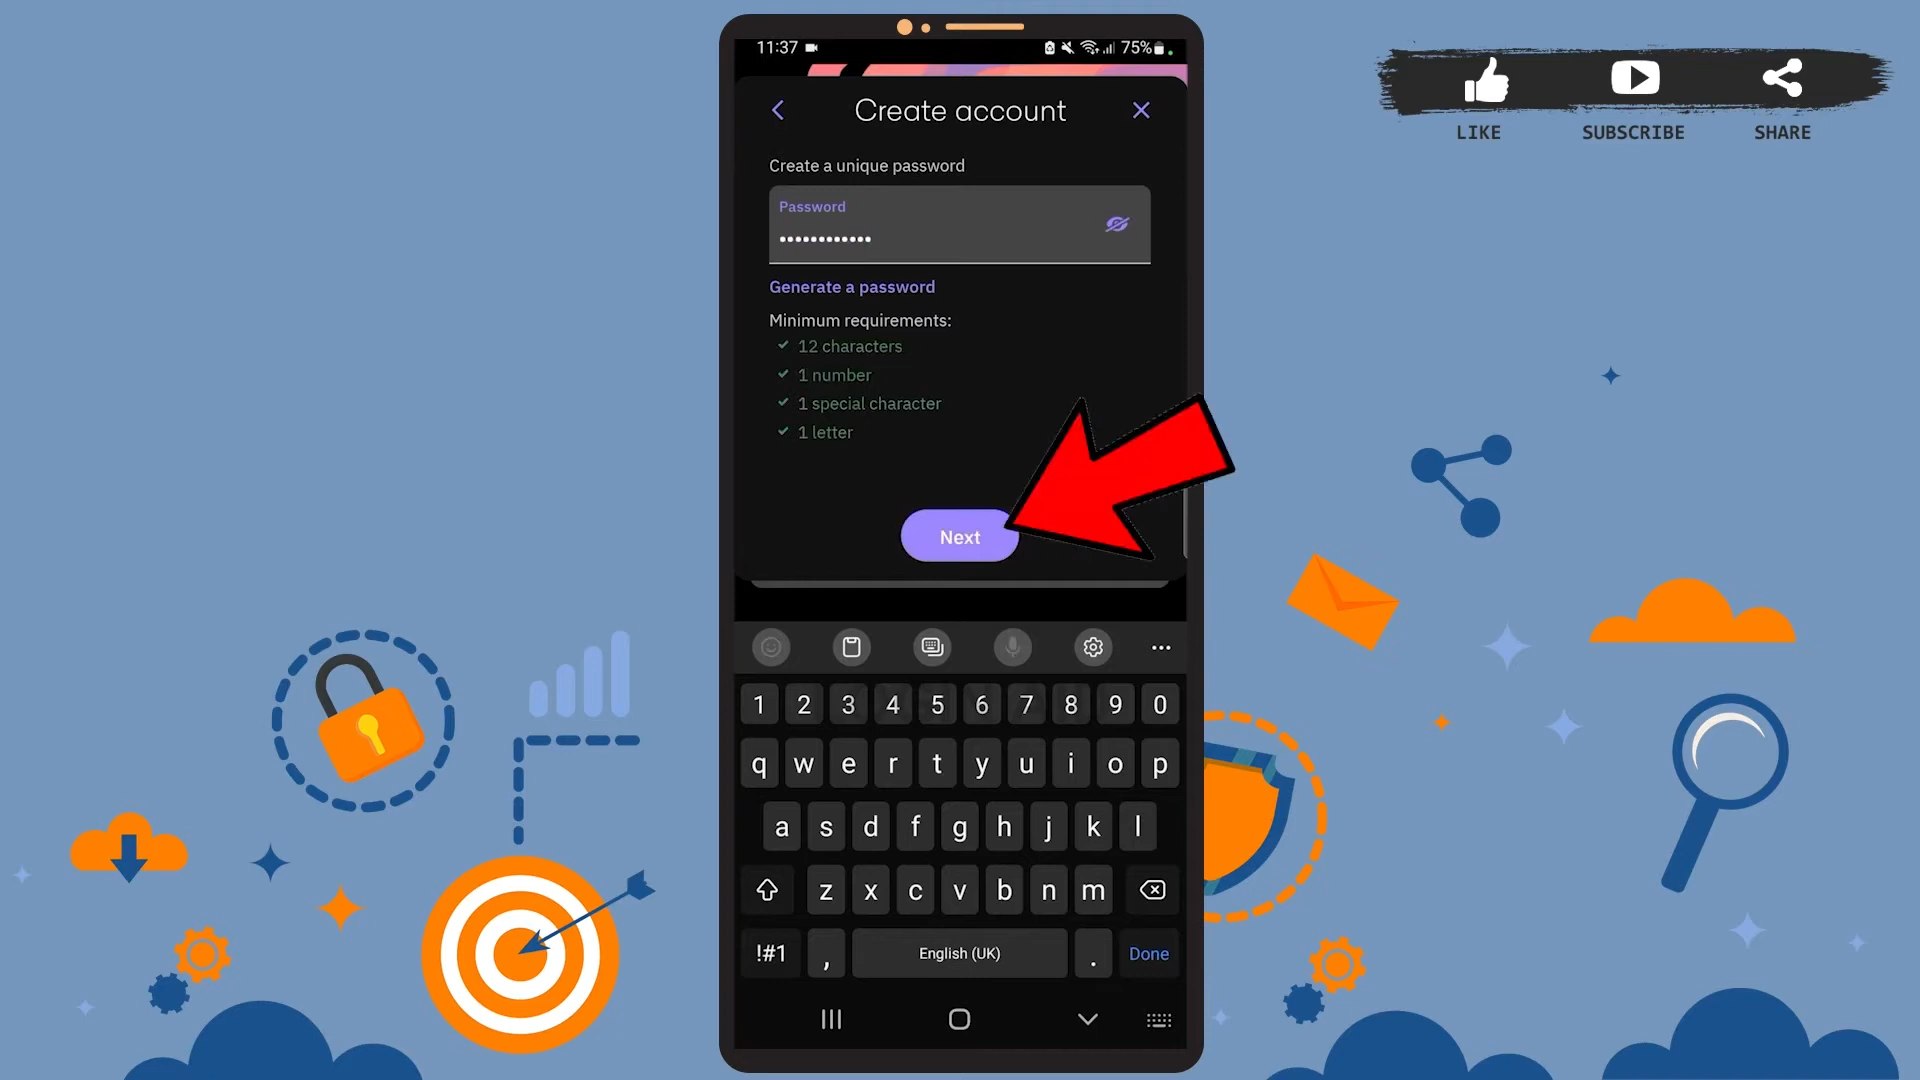 11:37
75%
LIKE
SUBSCRIBE
SHARE
Create account
Create a unique password
Password
••••••••••••
Generate a password
Minimum requirements:
12 characters
1 number
1 special character
1 letter
Next
1 2 3 4 5 6 7 8 9 0
q w e r t y u i o p
a s d f g h j k l
z x c v b n m
!#1 , English (UK) . Done